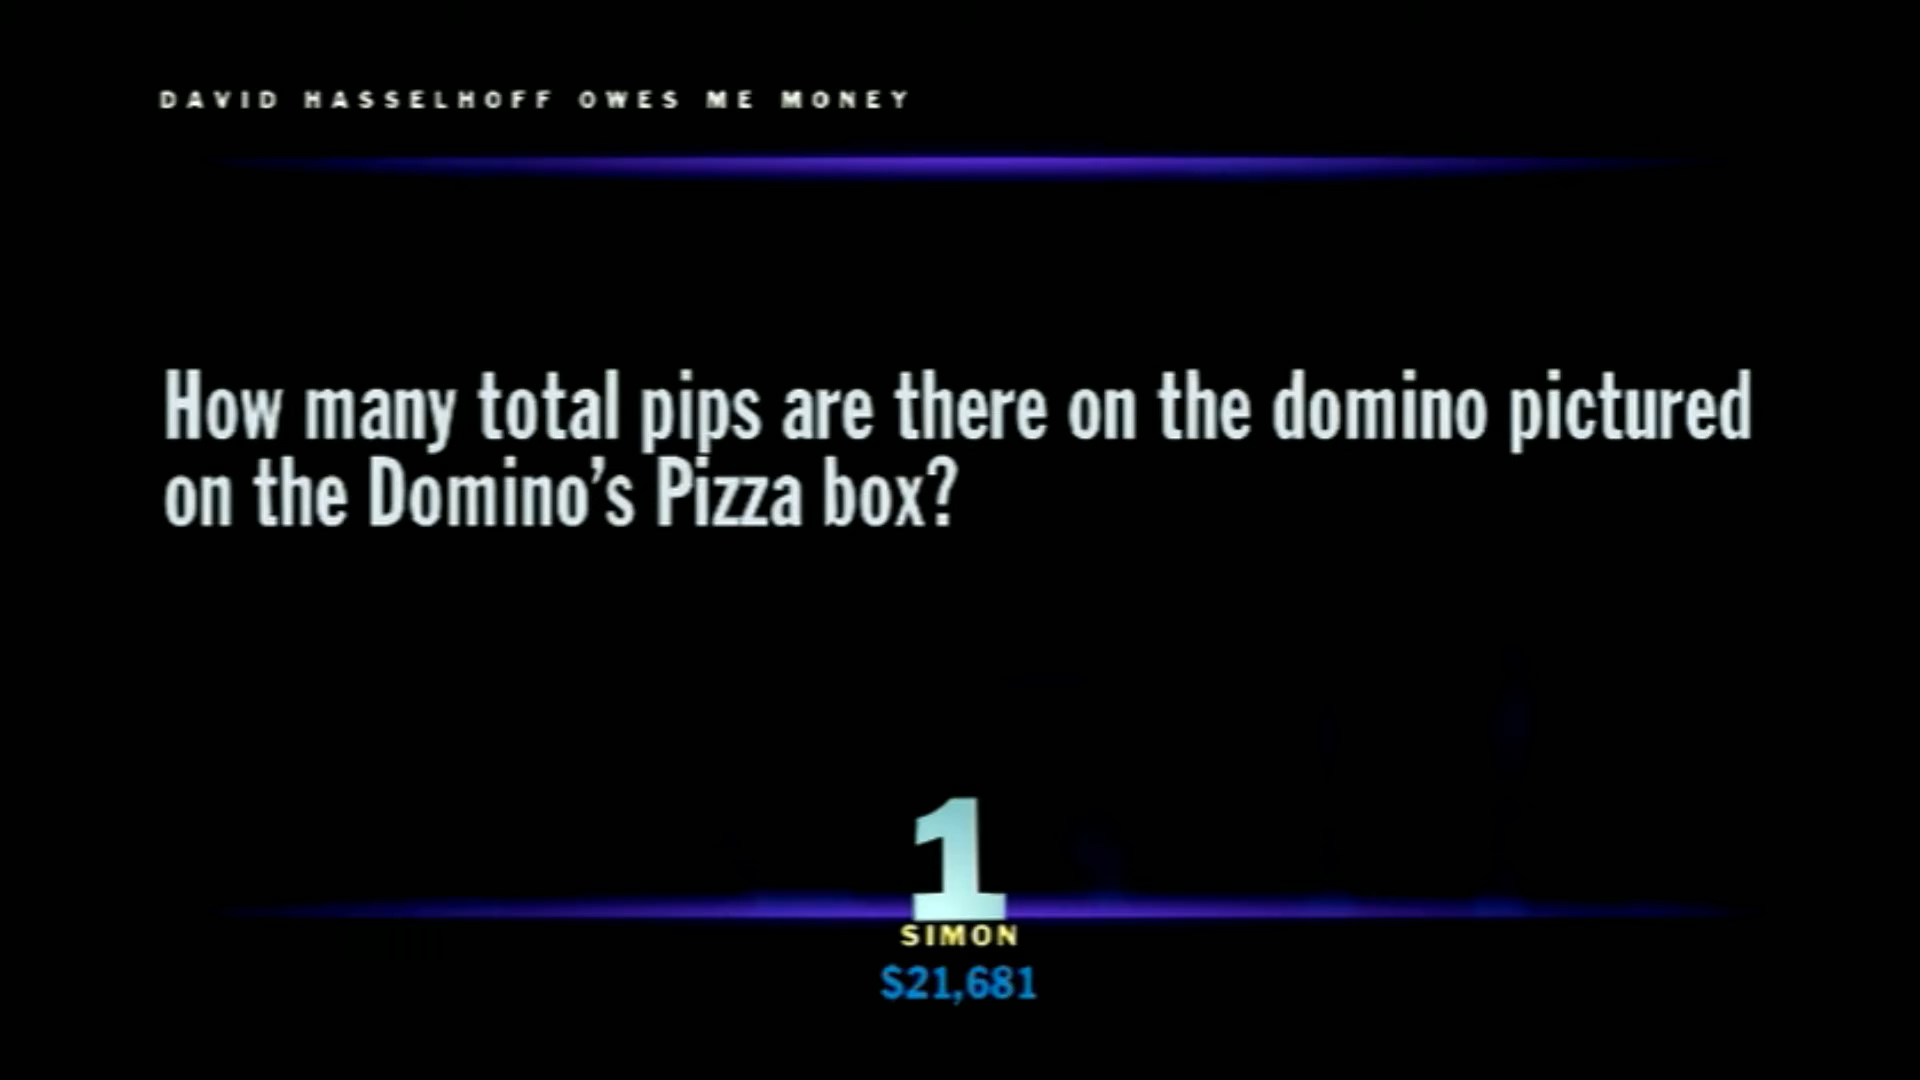 DAVID HASSELHOFF OWES ME MONEY
How many total pips are there on the domino pictured
on the Domino's Pizza box?
1
SIMON
$21,681